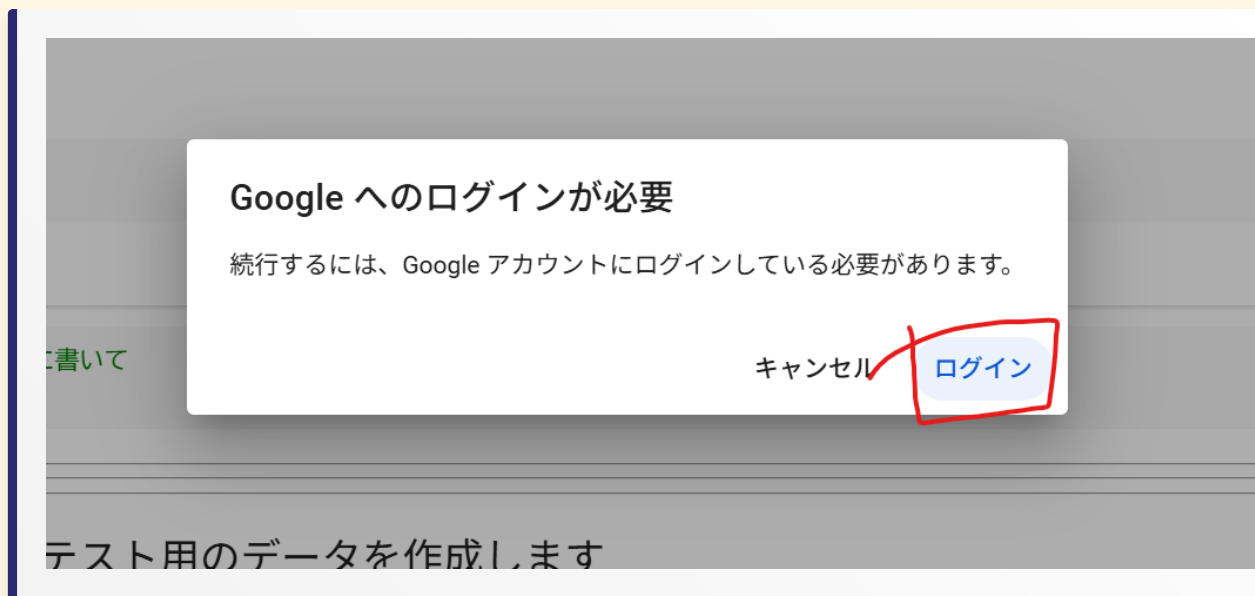 Google へのログインが必要
続行するには、Google アカウントにログインしている必要があります。
に書いて
キャンセル
ログイン
テスト用のデータを作成します